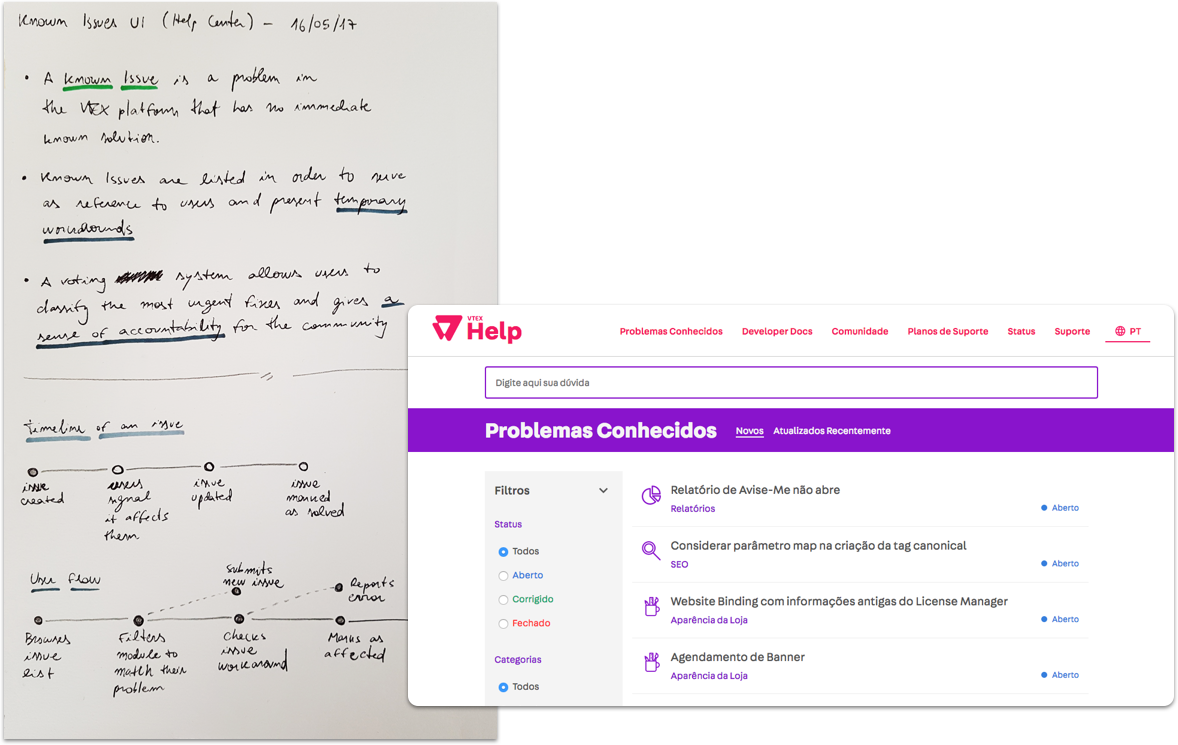 Known Issues UI (Help Center) - 16/05/17
• A Known Issue is a problem in
the VTEX platform that has no immediate
known solution.
• Known Issues are listed in order to serve
as reference to users and present temporary
workarounds
• A voting system allows users to
classify the most urgent fixes and gives a
sense of accountability for the community
Timeline of an issue
issue
created
users
signal
it affects
them
issue
updated
issue
marked
as solved
User flow
Submits
new issue
Reports
error
Browses
issue
list
Filters
module to
match their
problem
Checks
issue
workaround
Marks as
affected
VTEX
Help
Problemas Conhecidos Developer Docs Comunidade Planos de Suporte Status Suporte PT
Digite aqui sua dúvida
Problemas Conhecidos Novos Atualizados Recentemente
Filtros
Status
Todos
Aberto
Corrigido
Fechado
Categorias
Todos
Relatório de Avise-Me não abre
Relatórios Aberto
Considerar parâmetro map na criação da tag canonical
SEO Aberto
Website Binding com informações antigas do License Manager
Aparência da Loja Aberto
Agendamento de Banner
Aparência da Loja Aberto